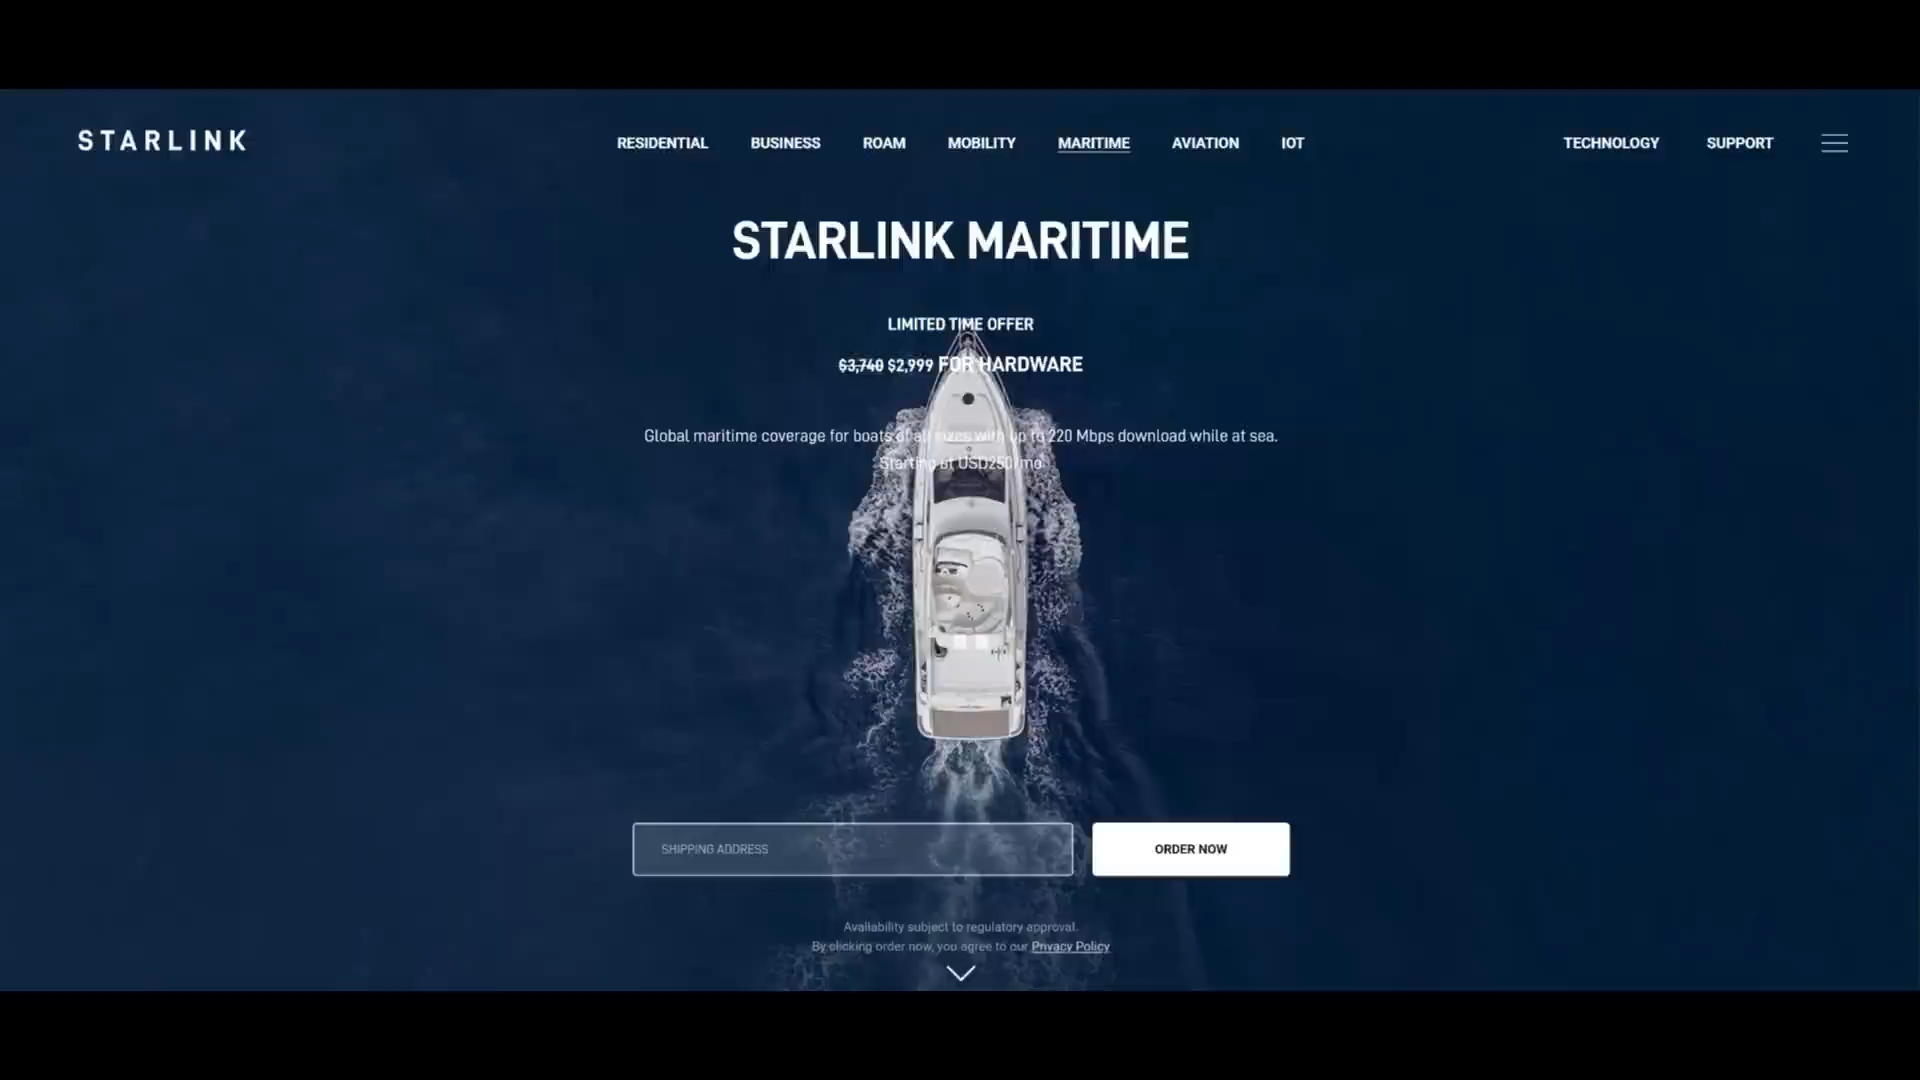 STARLINK
RESIDENTIAL BUSINESS ROAM MOBILITY MARITIME AVIATION IOT
TECHNOLOGY SUPPORT
STARLINK MARITIME
LIMITED TIME OFFER
$3,740 $2,999 FOR HARDWARE
Global maritime coverage for boats of all sizes with up to 220 Mbps download while at sea.
Starting at USD250/mo
SHIPPING ADDRESS
ORDER NOW
Availability subject to regulatory approval.
By clicking order now, you agree to our Privacy Policy